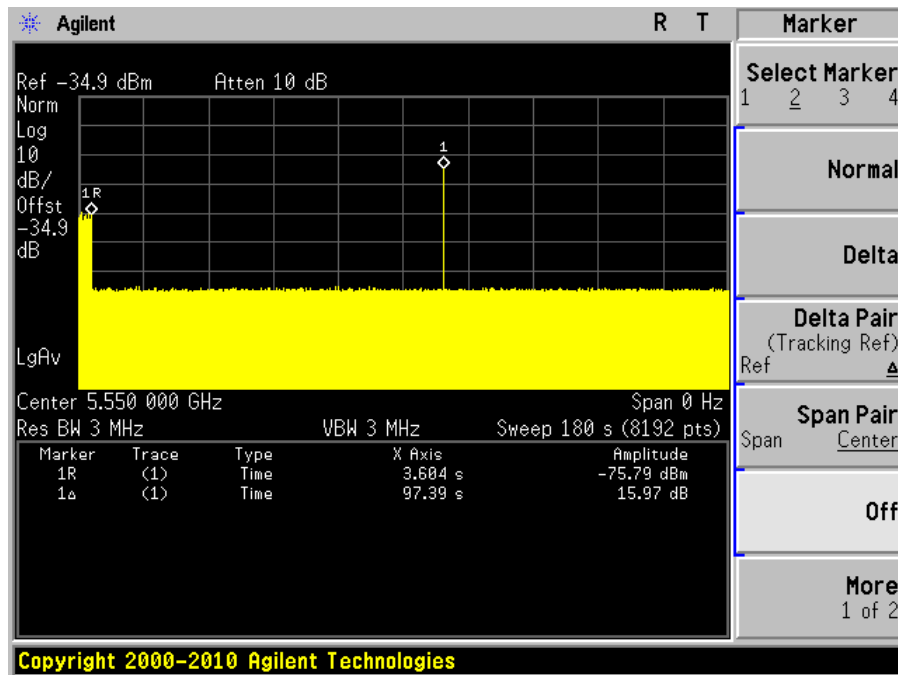 Agilent R T
Ref -34.9 dBm Atten 10 dB
Norm
Log
10
dB/
Offst
-34.9
dB
1R
1
LgAv
Center 5.550 000 GHz Span 0 Hz
Res BW 3 MHz VBW 3 MHz Sweep 180 s (8192 pts)
Marker Trace Type X Axis Amplitude
1R (1) Time 3.604 s -75.79 dBm
1Δ (1) Time 97.39 s 15.97 dB
Copyright 2000-2010 Agilent Technologies
Marker
Select Marker
1 2 3 4
Normal
Delta
Delta Pair
(Tracking Ref)
Ref Δ
Span Pair
Span Center
Off
More
1 of 2